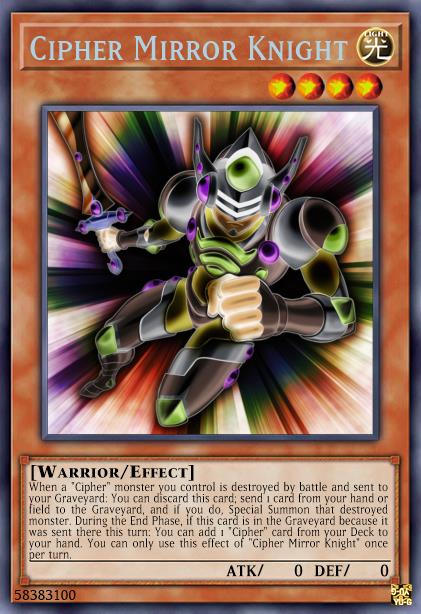 CIPHER MIRROR KNIGHT
LIGHT
光
[WARRIOR/EFFECT]
When a "Cipher" monster you control is destroyed by battle and sent to
your Graveyard: You can discard this card; send 1 card from your hand or
field to the Graveyard, and if you do, Special Summon that destroyed
monster. During the End Phase, if this card is in the Graveyard because it
was sent there this turn: You can add 1 "Cipher" card from your Deck to
your hand. You can only use this effect of "Cipher Mirror Knight" once
per turn.
ATK/ 0 DEF/ 0
58383100